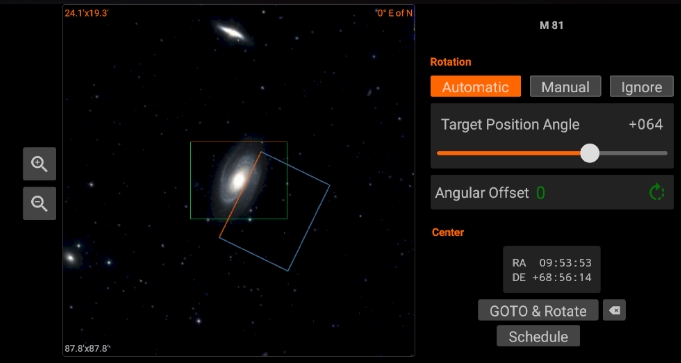 24.1'x19.3'
"0° E of N
M 81
Rotation
Automatic Manual Ignore
Target Position Angle +064
Angular Offset 0
Center
RA 09:53:53
DE +68:56:14
GOTO & Rotate
Schedule
87.8'x87.8'